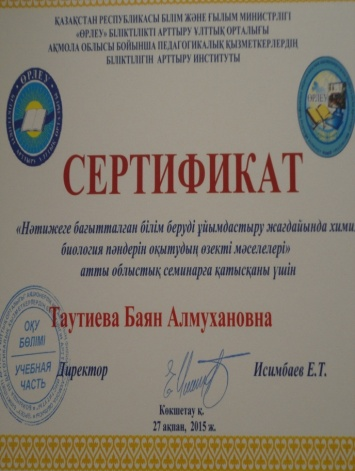 ҚАЗАҚСТАН РЕСПУБЛИКАСЫ БІЛІМ ЖӘНЕ ҒЫЛЫМ МИНИСТРЛІГІ
«ӨРЛЕУ» БІЛІКТІЛІКТІ АРТТЫРУ ҰЛТТЫҚ ОРТАЛЫҒЫ
АҚМОЛА ОБЛЫСЫ БОЙЫНША ПЕДАГОГИКАЛЫҚ ҚЫЗМЕТКЕРЛЕРДІҢ
БІЛІКТІЛІГІН АРТТЫРУ ИНСТИТУТЫ
ӨРЛЕУ
ӨРЛЕУ
СЕРТИФИКАТ
«Нәтижеге бағытталған білім беруді ұйымдастыру жағдайында хими
биология пәндерін оқытудың өзекті мәселелері»
атты облыстық семинарға қатысқаны үшін
Таутиева Баян Алмухановна
ОҚУ
БӨЛІМІ
УЧЕБНАЯ
ЧАСТЬ
Директор
Исимбаев Е.Т.
Көкшетау қ.
27 ақпан, 2015 ж.